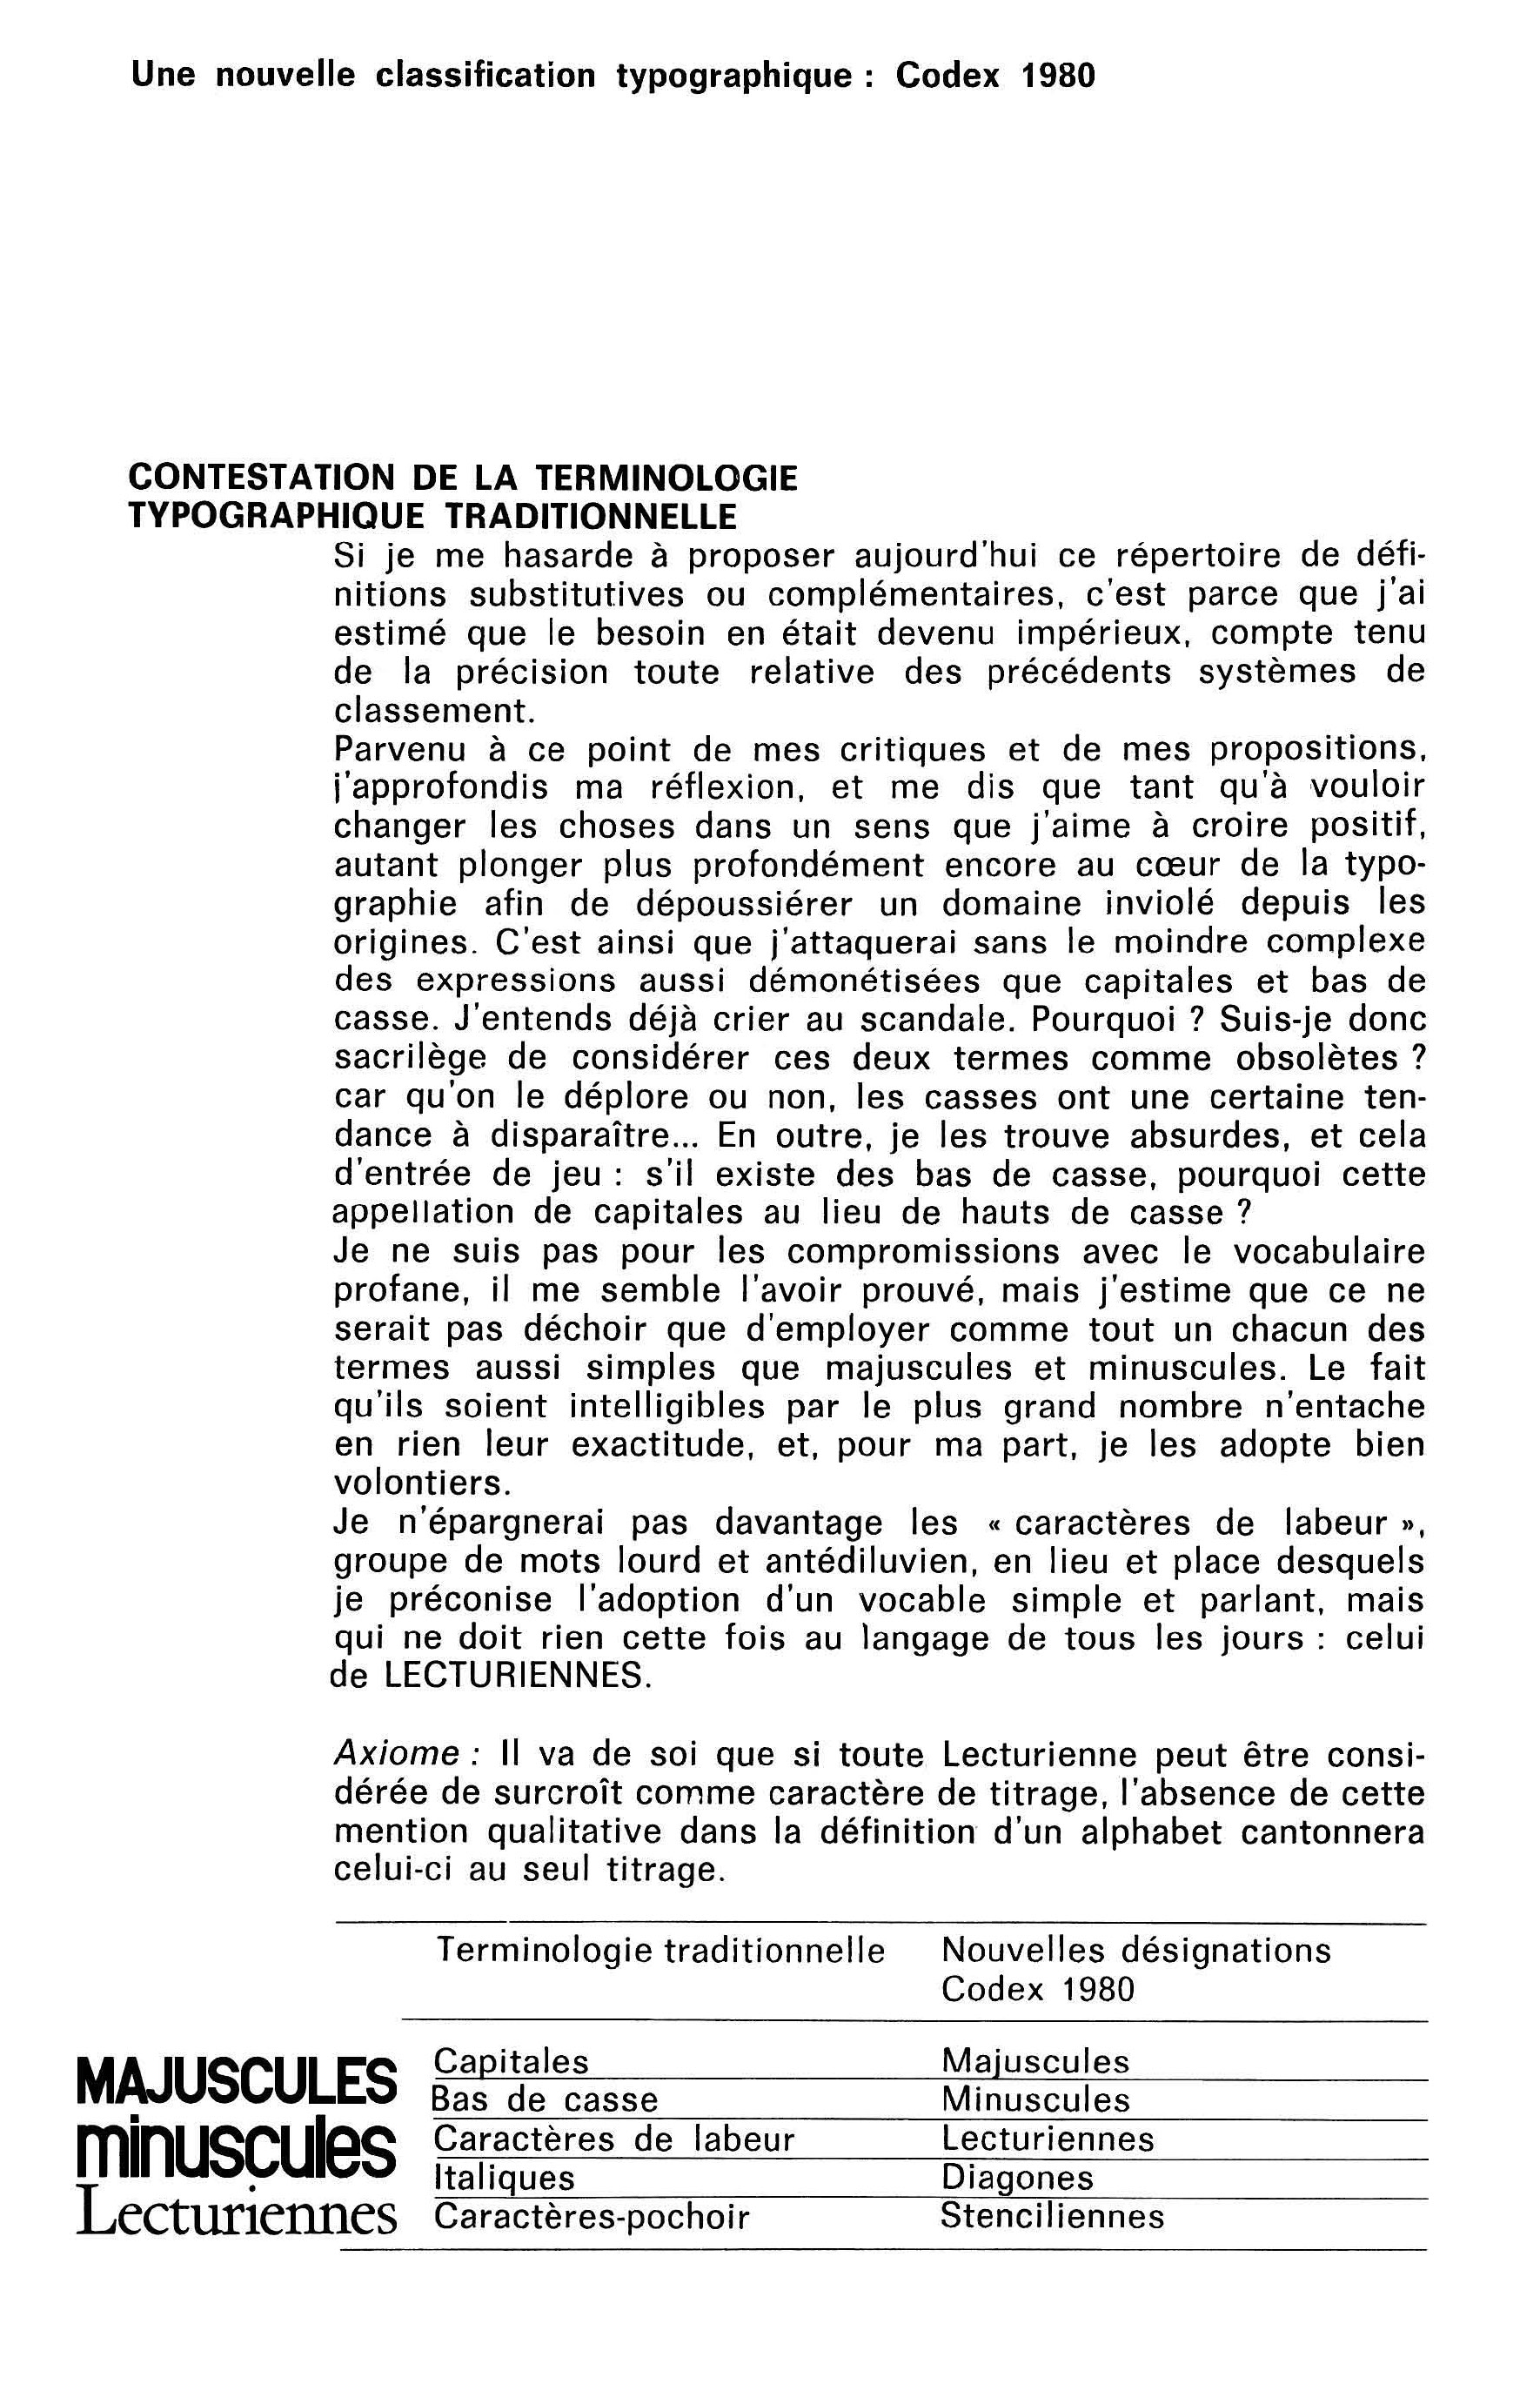 Une nouvelle classification typographique : Codex 1980
CONTESTATION DE LA TERMINOLOGIE
TYPOGRAPHIQUE TRADITIONNELLE
Si je me hasarde à proposer aujourd'hui ce répertoire de défi-
nitions substitutives ou complémentaires, c'est parce que j'ai
estimé que le besoin en était devenu impérieux, compte tenu
de la précision toute relative des précédents systèmes de
classement.
Parvenu à ce point de mes critiques et de mes propositions,
j'approfondis ma réflexion, et me dis que tant qu'à vouloir
changer les choses dans un sens que j'aime à croire positif,
autant plonger plus profondément encore au cœur de la typo-
graphie afin de dépoussiérer un domaine inviolé depuis les
origines. C'est ainsi que j'attaquerai sans le moindre complexe
des expressions aussi démonétisées que capitales et bas de
casse. J'entends déjà crier au scandale. Pourquoi ? Suis-je donc
sacrilège de considérer ces deux termes comme obsolètes ?
car qu'on le déplore ou non, les casses ont une certaine ten-
dance à disparaître... En outre, je les trouve absurdes, et cela
d'entrée de jeu : s'il existe des bas de casse, pourquoi cette
appellation de capitales au lieu de hauts de casse ?
Je ne suis pas pour les compromissions avec le vocabulaire
profane, il me semble l'avoir prouvé, mais j'estime que ce ne
serait pas déchoir que d'employer comme tout un chacun des
termes aussi simples que majuscules et minuscules. Le fait
qu'ils soient intelligibles par le plus grand nombre n'entache
en rien leur exactitude, et, pour ma part, je les adopte bien
volontiers.
Je n'épargnerai pas davantage les « caractères de labeur »,
groupe de mots lourd et antédiluvien, en lieu et place desquels
je préconise l'adoption d'un vocable simple et parlant, mais
qui ne doit rien cette fois au langage de tous les jours : celui
de LECTURIENNES.
Axiome : Il va de soi que si toute Lecturienne peut être consi-
dérée de surcroît comme caractère de titrage, l'absence de cette
mention qualitative dans la définition d'un alphabet cantonnera
celui-ci au seul titrage.
Terminologie traditionnelle Nouvelles désignations
Codex 1980
MAJUSCULES
minuscules
Lecturiennes
Capitales Majuscules
Bas de casse Minuscules
Caractères de labeur Lecturiennes
Italiques Diagones
Caractères-pochoir Stenciliennes